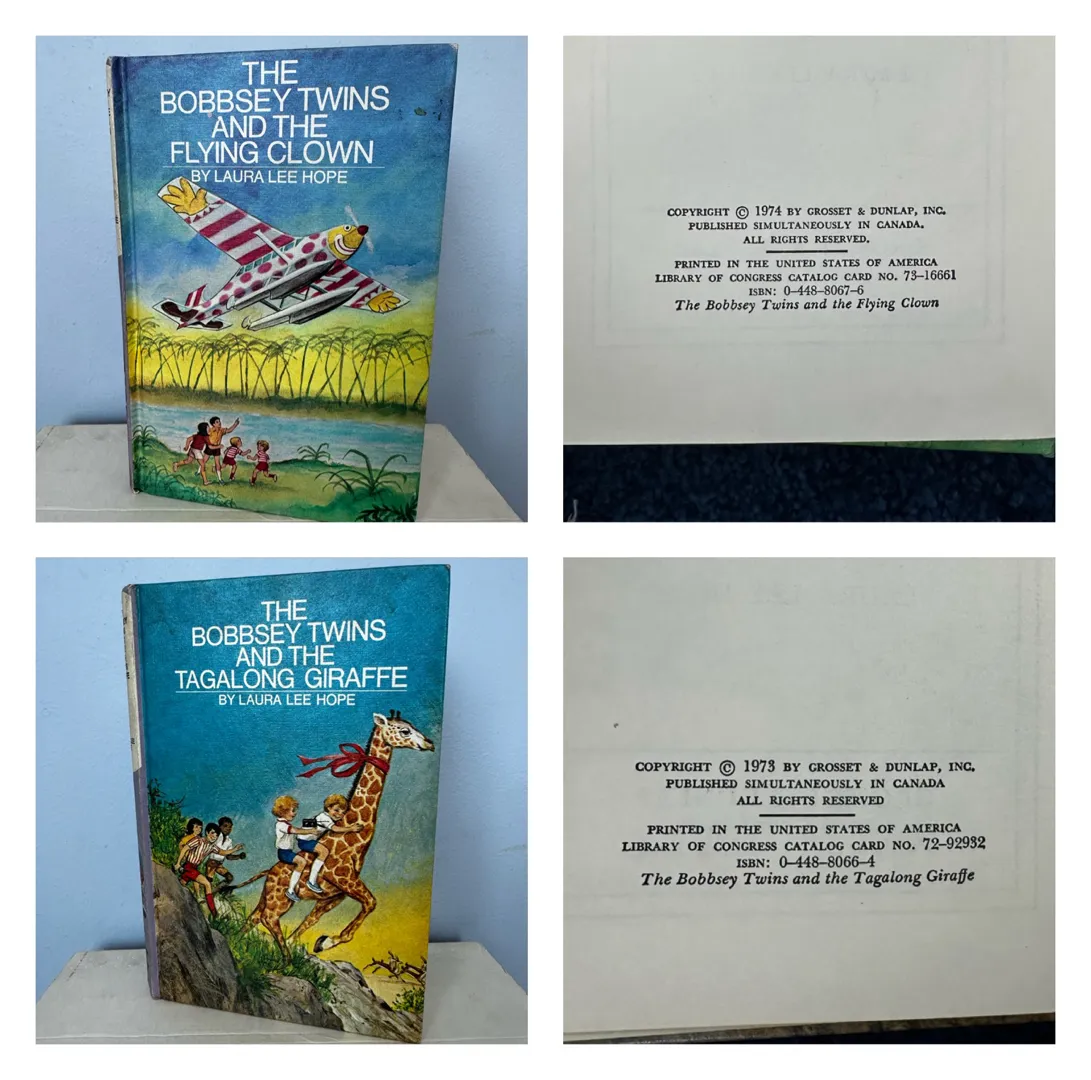 THE
BOBBSEY TWINS
AND THE
FLYING CLOWN
BY LAURA LEE HOPE
COPYRIGHT © 1974 BY GROSSET & DUNLAP, INC.
PUBLISHED SIMULTANEOUSLY IN CANADA.
ALL RIGHTS RESERVED.
PRINTED IN THE UNITED STATES OF AMERICA
LIBRARY OF CONGRESS CATALOG CARD NO. 73-16661
ISBN: 0-448-8067-6
The Bobbsey Twins and the Flying Clown
THE
BOBBSEY TWINS
AND THE
TAGALONG GIRAFFE
BY LAURA LEE HOPE
COPYRIGHT © 1973 BY GROSSET & DUNLAP, INC.
PUBLISHED SIMULTANEOUSLY IN CANADA
ALL RIGHTS RESERVED
PRINTED IN THE UNITED STATES OF AMERICA
LIBRARY OF CONGRESS CATALOG CARD NO. 72-92932
ISBN: 0-448-8066-4
The Bobbsey Twins and the Tagalong Giraffe